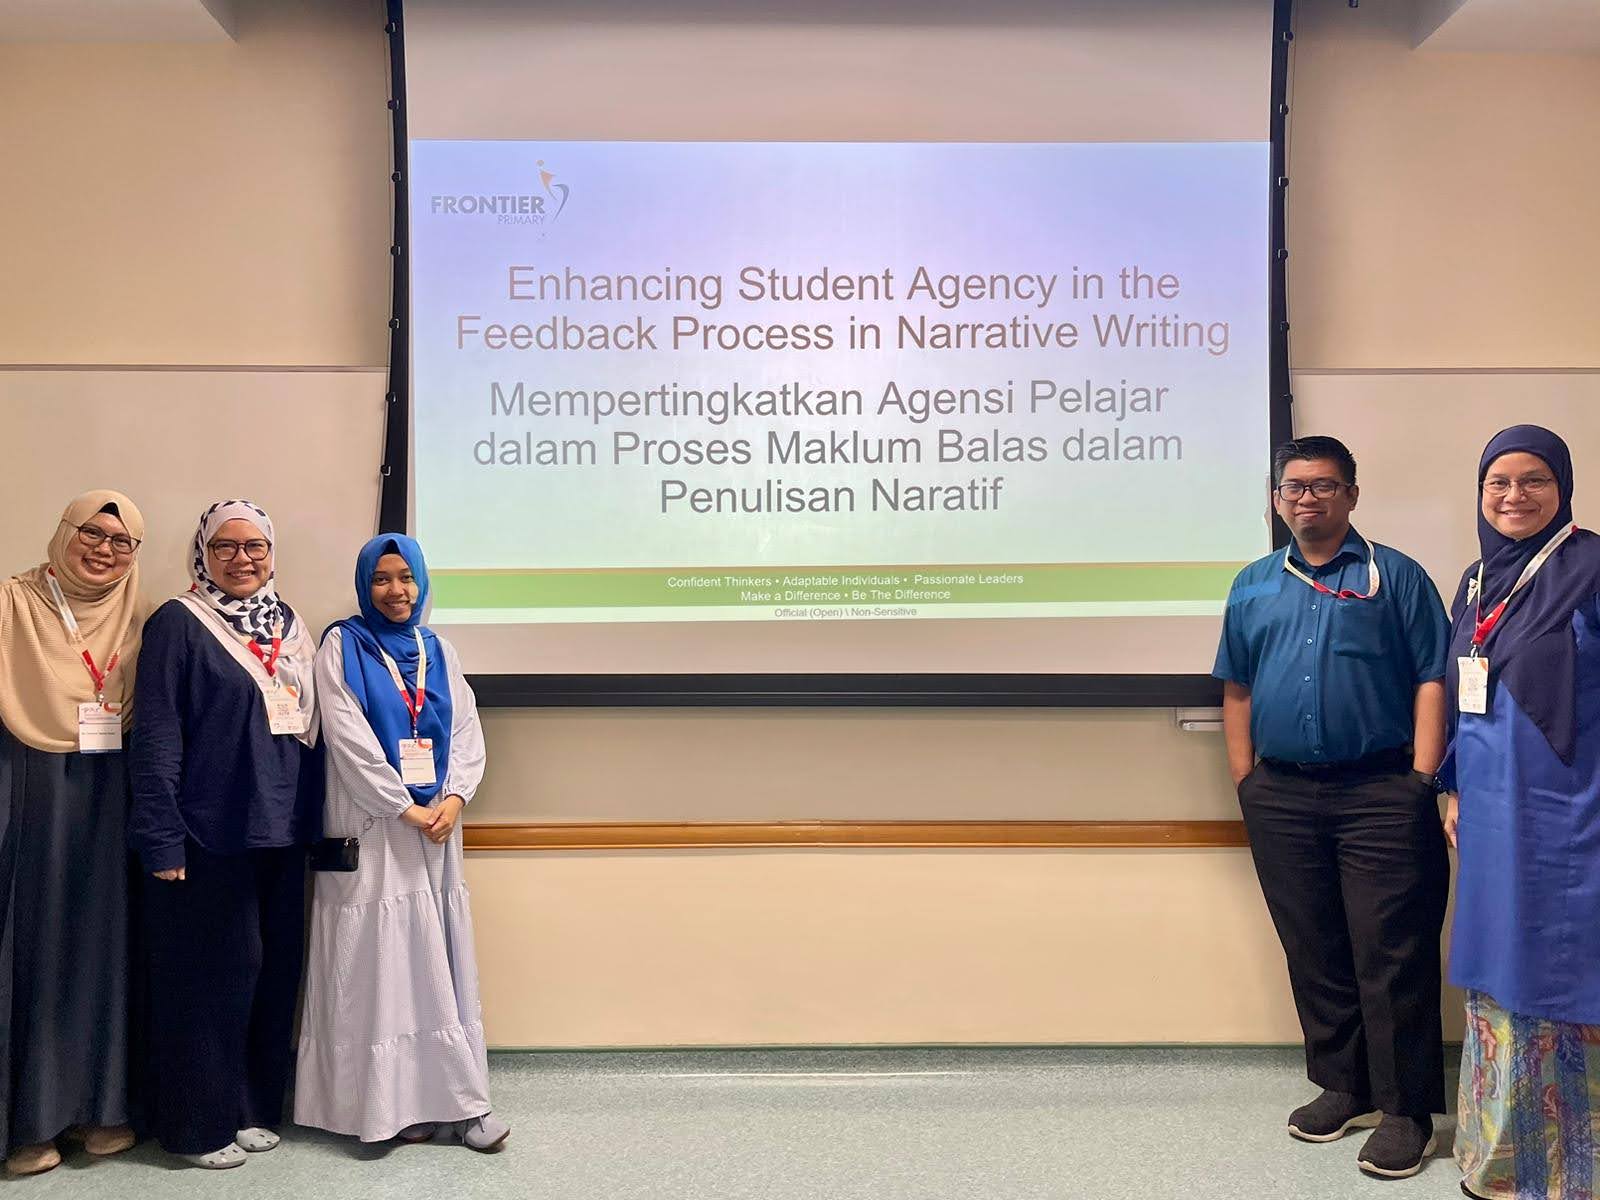 FRONTIER
PRIMARY
Enhancing Student Agency in the
Feedback Process in Narrative Writing
Mempertingkatkan Agensi Pelajar
dalam Proses Maklum Balas dalam
Penulisan Naratif
Confident Thinkers • Adaptable Individuals • Passionate Leaders
Make a Difference • Be The Difference
Official (Open) \ Non-Sensitive